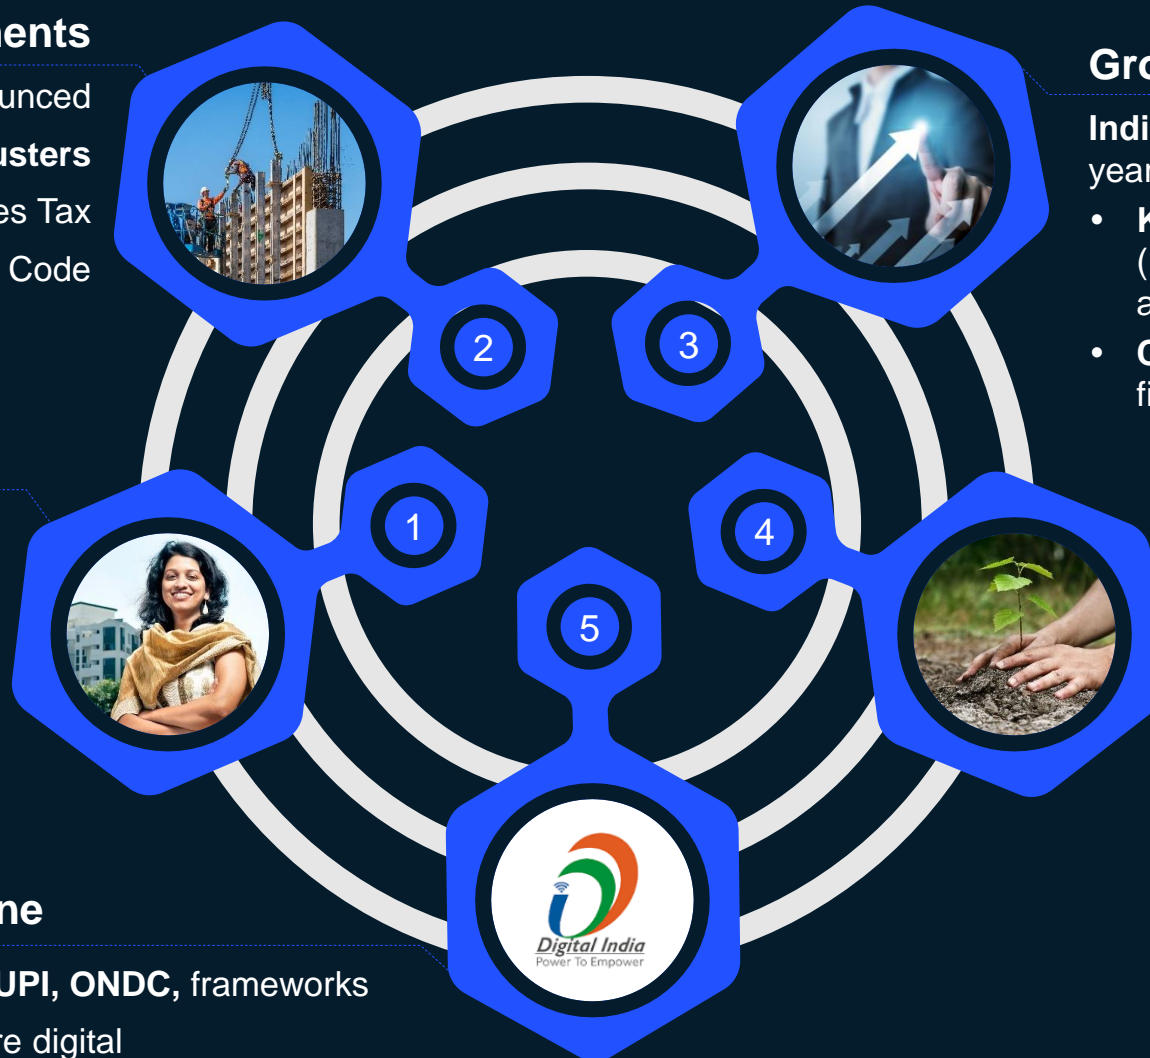 ments
unced
usters
es Tax
Code
Gro
Indi
year
• K
(
a
• C
fi
2
3
1
4
5
Digital India
Power To Empower
ne
UPI, ONDC, frameworks
re digital